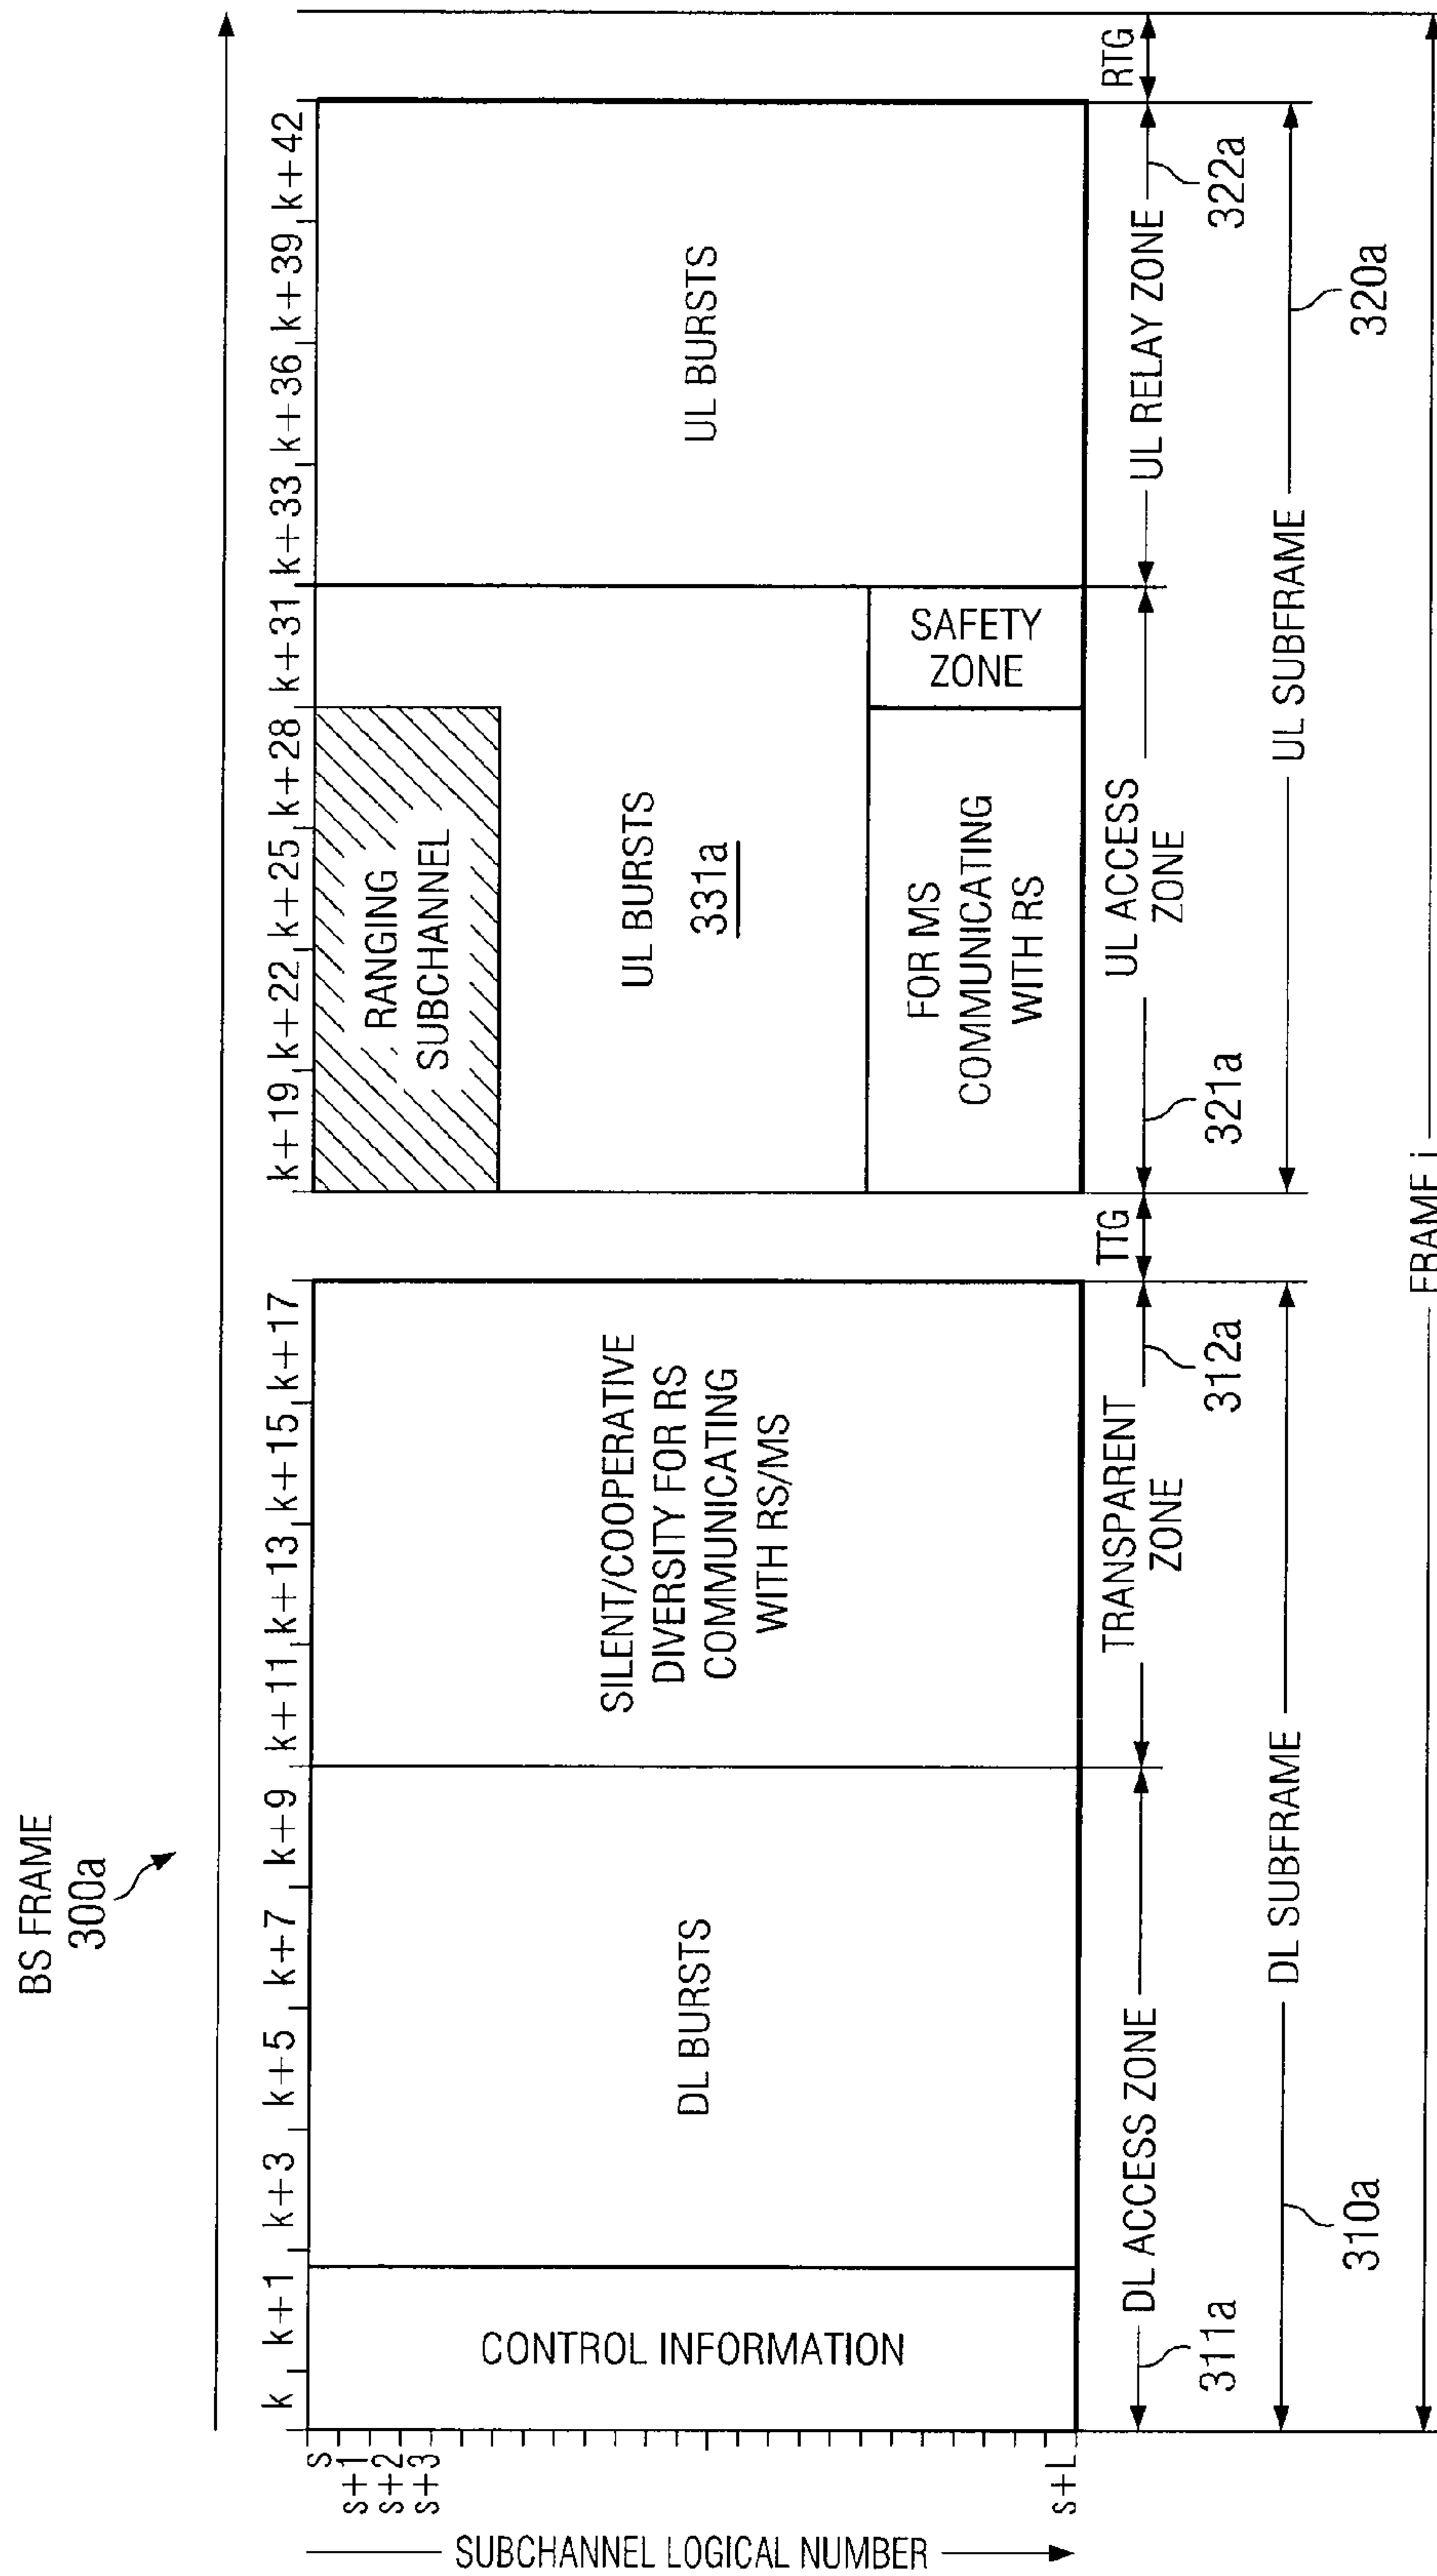 BS FRAME
300a
k
k+1
k+3
k+5
k+7
k+9
k+11
k+13
k+15
k+17
k+19
k+22
k+25
k+28
k+31
k+33
k+36
k+39
k+42
s
s+1
s+2
s+3
s+L
SUBCHANNEL LOGICAL NUMBER
CONTROL INFORMATION
DL BURSTS
SILENT/COOPERATIVE
DIVERSITY FOR RS
COMMUNICATING
WITH RS/MS
RANGING
SUBCHANNEL
UL BURSTS
331a
FOR MS
COMMUNICATING
WITH RS
SAFETY
ZONE
UL BURSTS
DL ACCESS ZONE
311a
TRANSPARENT
ZONE
312a
TTG
UL ACCESS
ZONE
321a
UL RELAY ZONE
322a
RTG
DL SUBFRAME
310a
UL SUBFRAME
320a